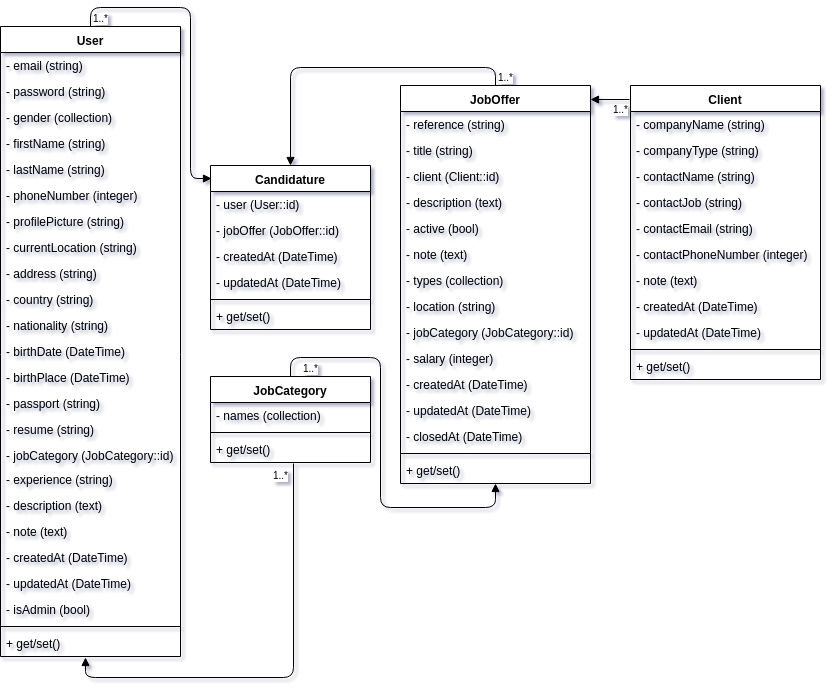 1..*
User
- email (string)
- password (string)
- gender (collection)
- firstName (string)
- lastName (string)
- phoneNumber (integer)
- profilePicture (string)
- currentLocation (string)
- address (string)
- country (string)
- nationality (string)
- birthDate (DateTime)
- birthPlace (DateTime)
- passport (string)
- resume (string)
- jobCategory (JobCategory::id)
- experience (string)
- description (text)
- note (text)
- createdAt (DateTime)
- updatedAt (DateTime)
- isAdmin (bool)
+ get/set()
Candidature
- user (User::id)
- jobOffer (JobOffer::id)
- createdAt (DateTime)
- updatedAt (DateTime)
+ get/set()
1..*
JobCategory
- names (collection)
+ get/set()
1..*
1..*
JobOffer
- reference (string)
- title (string)
- client (Client::id)
- description (text)
- active (bool)
- note (text)
- types (collection)
- location (string)
- jobCategory (JobCategory::id)
- salary (integer)
- createdAt (DateTime)
- updatedAt (DateTime)
- closedAt (DateTime)
+ get/set()
1..*
Client
- companyName (string)
- companyType (string)
- contactName (string)
- contactJob (string)
- contactEmail (string)
- contactPhoneNumber (integer)
- note (text)
- createdAt (DateTime)
- updatedAt (DateTime)
+ get/set()